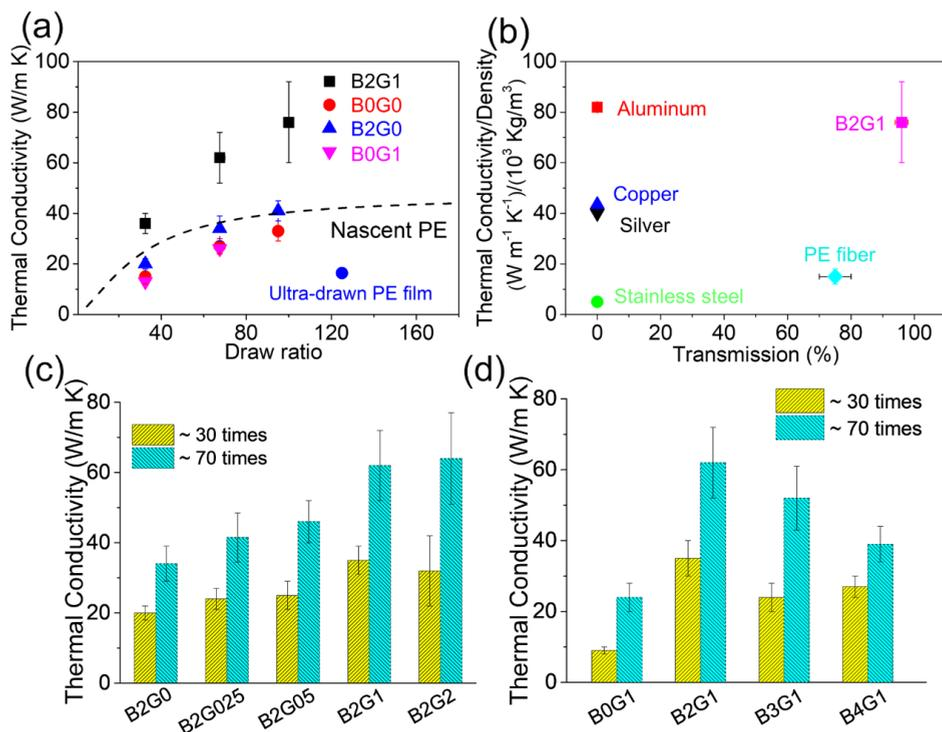 (a)
Thermal Conductivity (W/m K)
100
80
60
40
20
0
B2G1
B0G0
B2G0
B0G1
Nascent PE
Ultra-drawn PE film
0 40 80 120 160
Draw ratio
(b)
Thermal Conductivity/Density
(W m⁻¹ K⁻¹)/(10³ Kg/m³)
100
80
60
40
20
0
Aluminum
B2G1
Copper
Silver
PE fiber
Stainless steel
0 20 40 60 80 100
Transmission (%)
(c)
Thermal Conductivity (W/m K)
80
60
40
20
0
~ 30 times
~ 70 times
B2G0 B2G025 B2G05 B2G1 B2G2
(d)
Thermal Conductivity (W/m K)
80
60
40
20
0
~ 30 times
~ 70 times
B0G1 B2G1 B3G1 B4G1